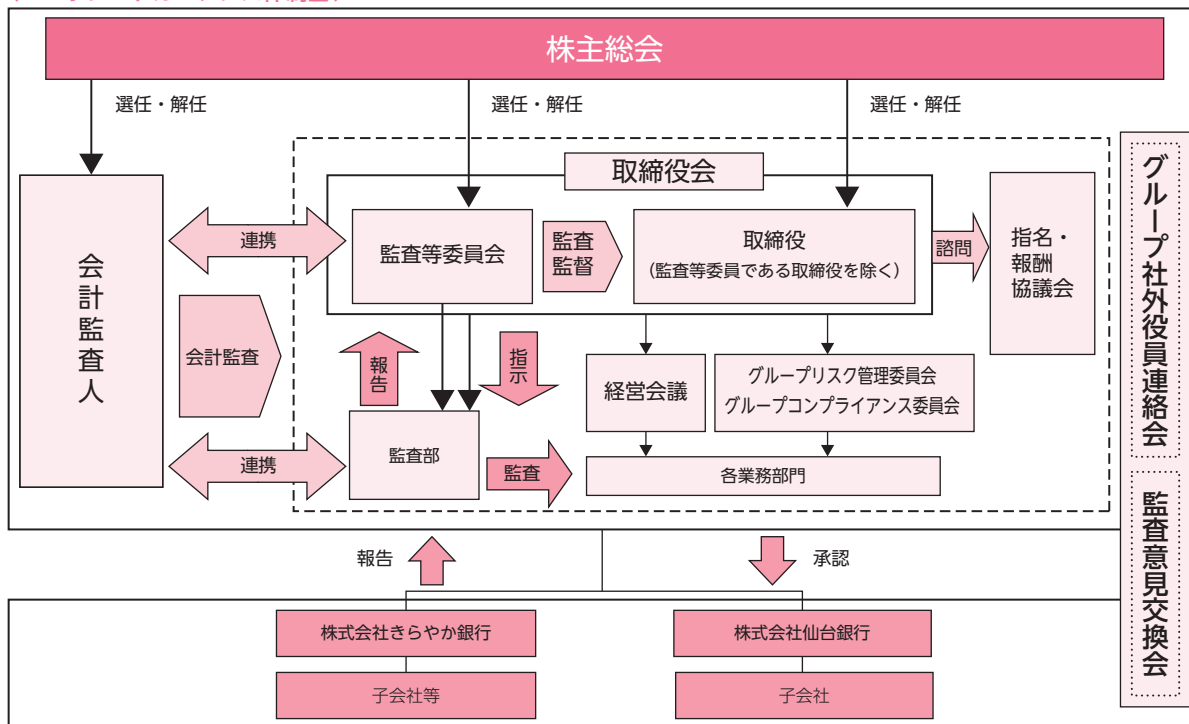 株主総会
選任・解任
選任・解任
選任・解任
会計監査人
連携
会計監査
連携
取締役会
監査等委員会
監査
監督
取締役
（監査等委員である取締役を除く）
諮問
指名・
報酬
協議会
報告
指示
経営会議
グループリスク管理委員会
グループコンプライアンス委員会
監査部
監査
各業務部門
グループ社外役員連絡会
監査意見交換会
報告
承認
株式会社きらやか銀行
株式会社仙台銀行
子会社等
子会社